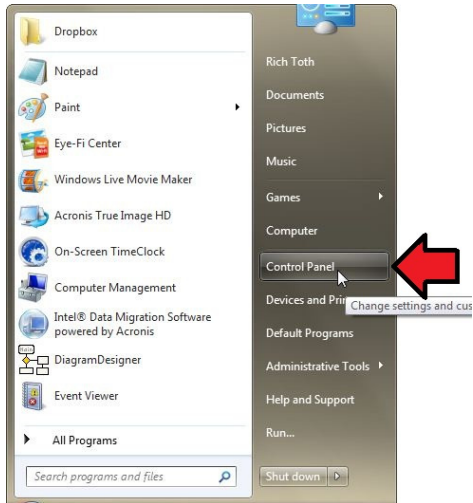 Dropbox
Notepad
Paint
Eye-Fi Center
Windows Live Movie Maker
Acronis True Image HD
On-Screen TimeClock
Computer Management
Intel® Data Migration Software
powered by Acronis
DiagramDesigner
Event Viewer
All Programs
Search programs and files
Rich Toth
Documents
Pictures
Music
Games
Computer
Control Panel
Devices and
Change settings and cus
Default Programs
Administrative Tools
Help and Support
Run...
Shut down